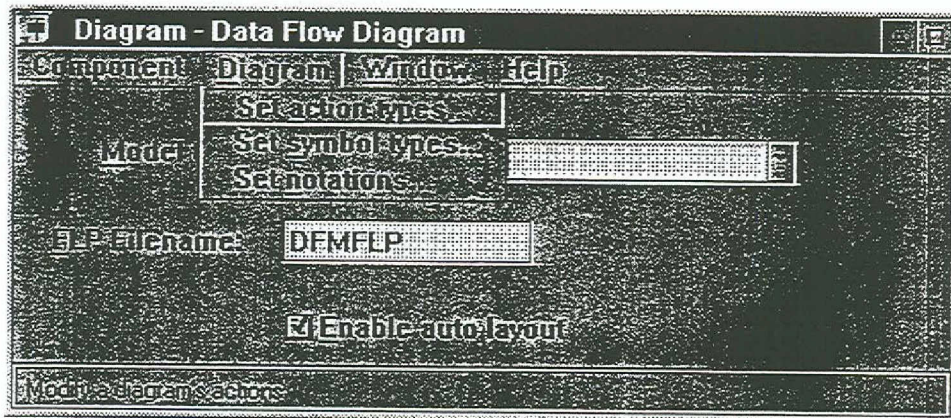 Diagram - Data Flow Diagram
Component Diagram Window Help
Set action types...
Model
Set symbol types...
Set notations...
FLP Filename: DFMFLP
Enable auto layout
Modify a diagram's actions